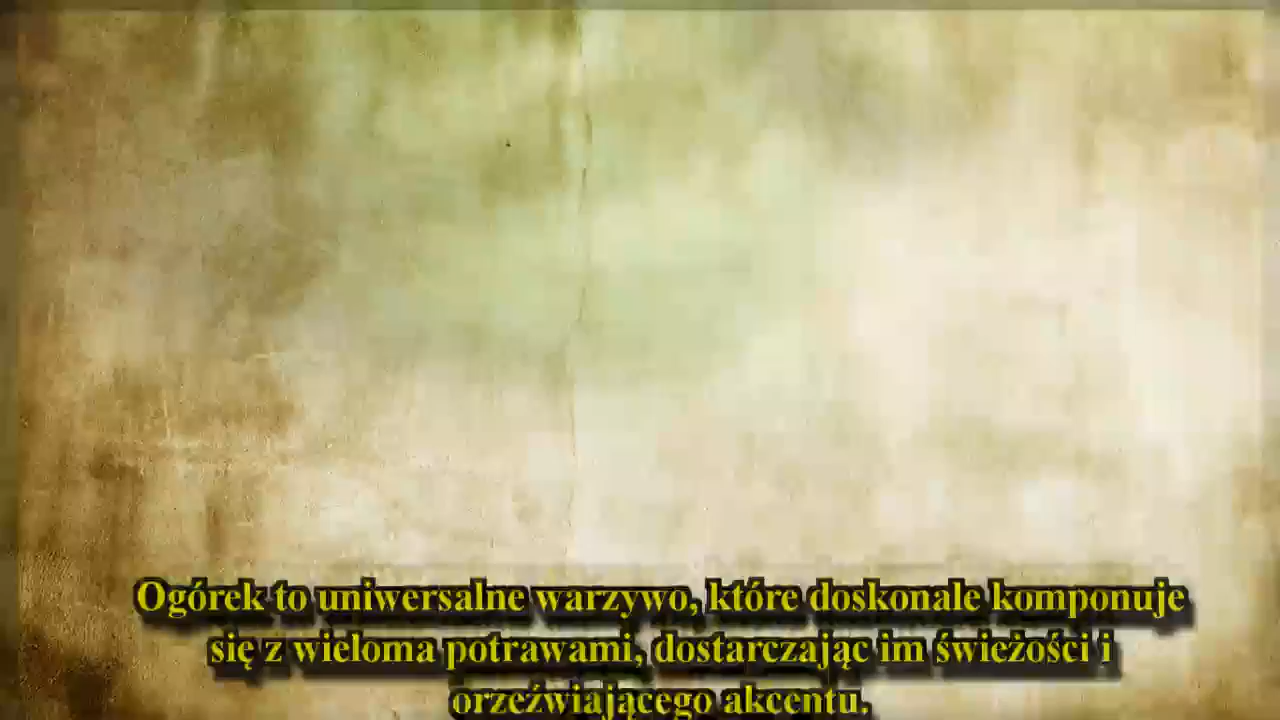 Ogórek to uniwersalne warzywo, które doskonale komponuje
się z wieloma potrawami, dostarczając im świeżości i
orzeźwiającego akcentu.